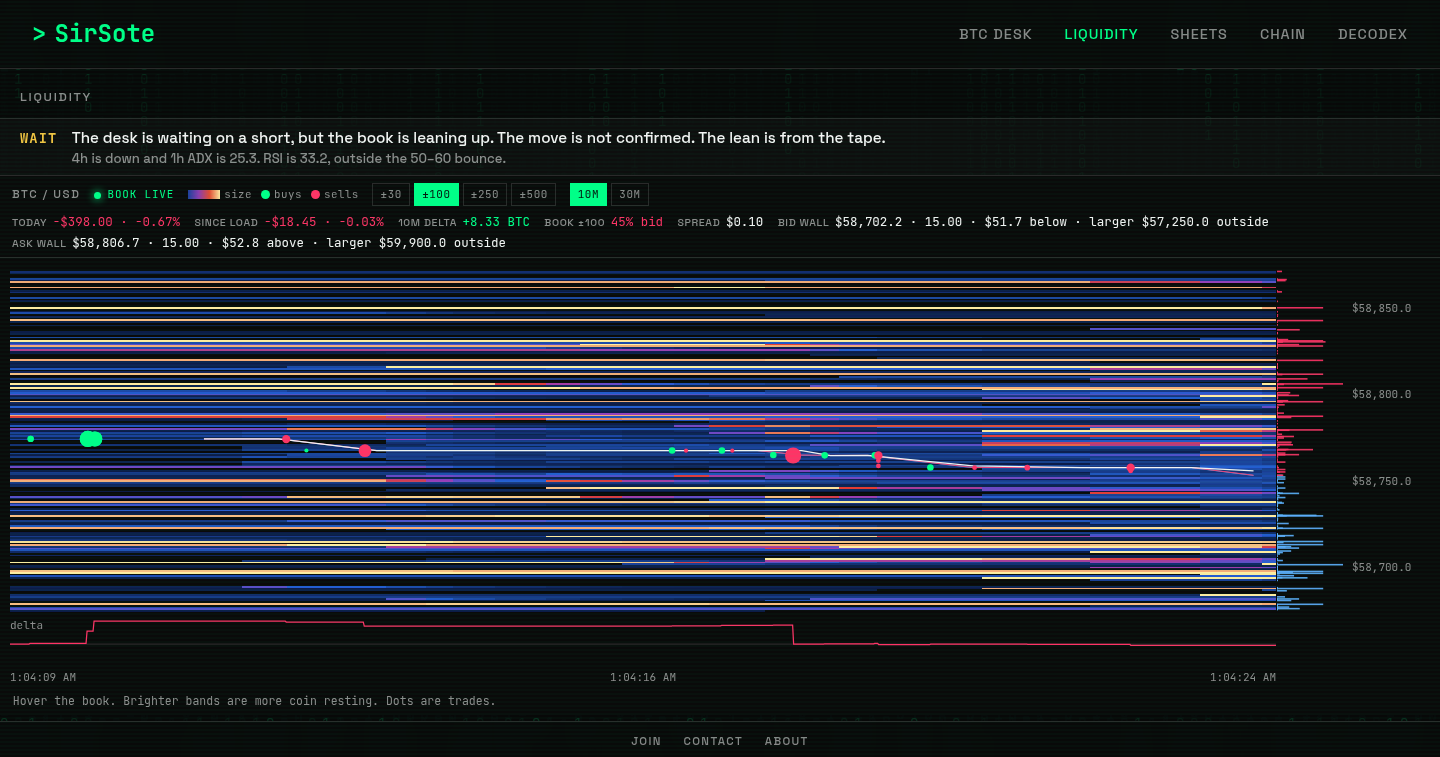 > SirSote
BTC DESK LIQUIDITY SHEETS CHAIN DECODEX
LIQUIDITY
WAIT The desk is waiting on a short, but the book is leaning up. The move is not confirmed. The lean is from the tape.
4h is down and 1h ADX is 25.3. RSI is 33.2, outside the 50–60 bounce.
BTC / USD BOOK LIVE size buys sells ±30 ±100 ±250 ±500 10M 30M
TODAY -$398.00 · -0.67% SINCE LOAD -$18.45 · -0.03% 10M DELTA +8.33 BTC BOOK ±100 45% bid SPREAD $0.10 BID WALL $58,702.2 · 15.00 · $51.7 below · larger $57,250.0 outside
ASK WALL $58,806.7 · 15.00 · $52.8 above · larger $59,900.0 outside
$58,850.0
$58,800.0
$58,750.0
$58,700.0
delta
1:04:09 AM 1:04:16 AM 1:04:24 AM
Hover the book. Brighter bands are more coin resting. Dots are trades.
JOIN CONTACT ABOUT